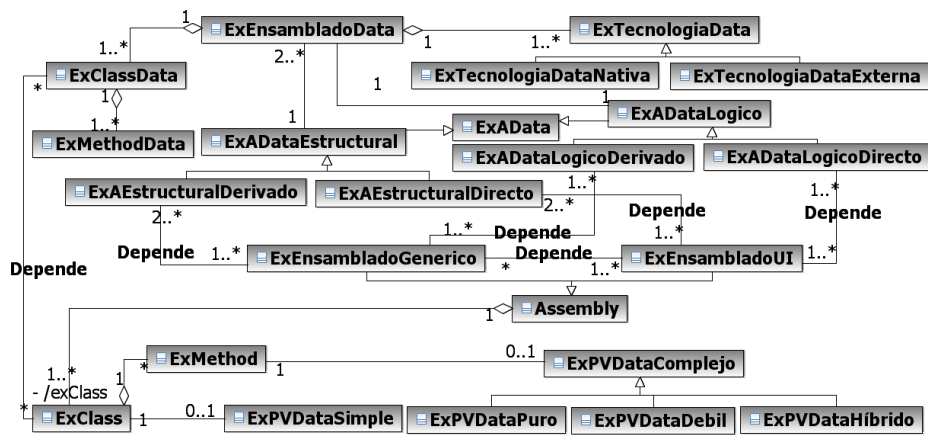 1
ExEnsambladoData
1
1..*
ExTecnologiaData
1..*
2..*
ExClassData
*
1
ExTecnologiaDataNativa
ExTecnologiaDataExterna
1
1
1..*
ExMethodData
1
ExADataEstructural
ExAData
ExADataLogico
ExADataLogicoDerivado
ExADataLogicoDirecto
ExAEstructuralDerivado
ExAEstructuralDirecto
1..*
1..*
2..*
2..*
Depende
Depende
Depende
1..*
1..*
Depende
Depende
1..*
ExEnsambladoGenerico
*
1..*
ExEnsambladoUI
1..*
Depende
Assembly
1
ExMethod
1
0..1
ExPVDataComplejo
1..*
1
*
- /exClass
*
ExClass
1
0..1
ExPVDataSimple
ExPVDataPuro
ExPVDataDebil
ExPVDataHíbrido